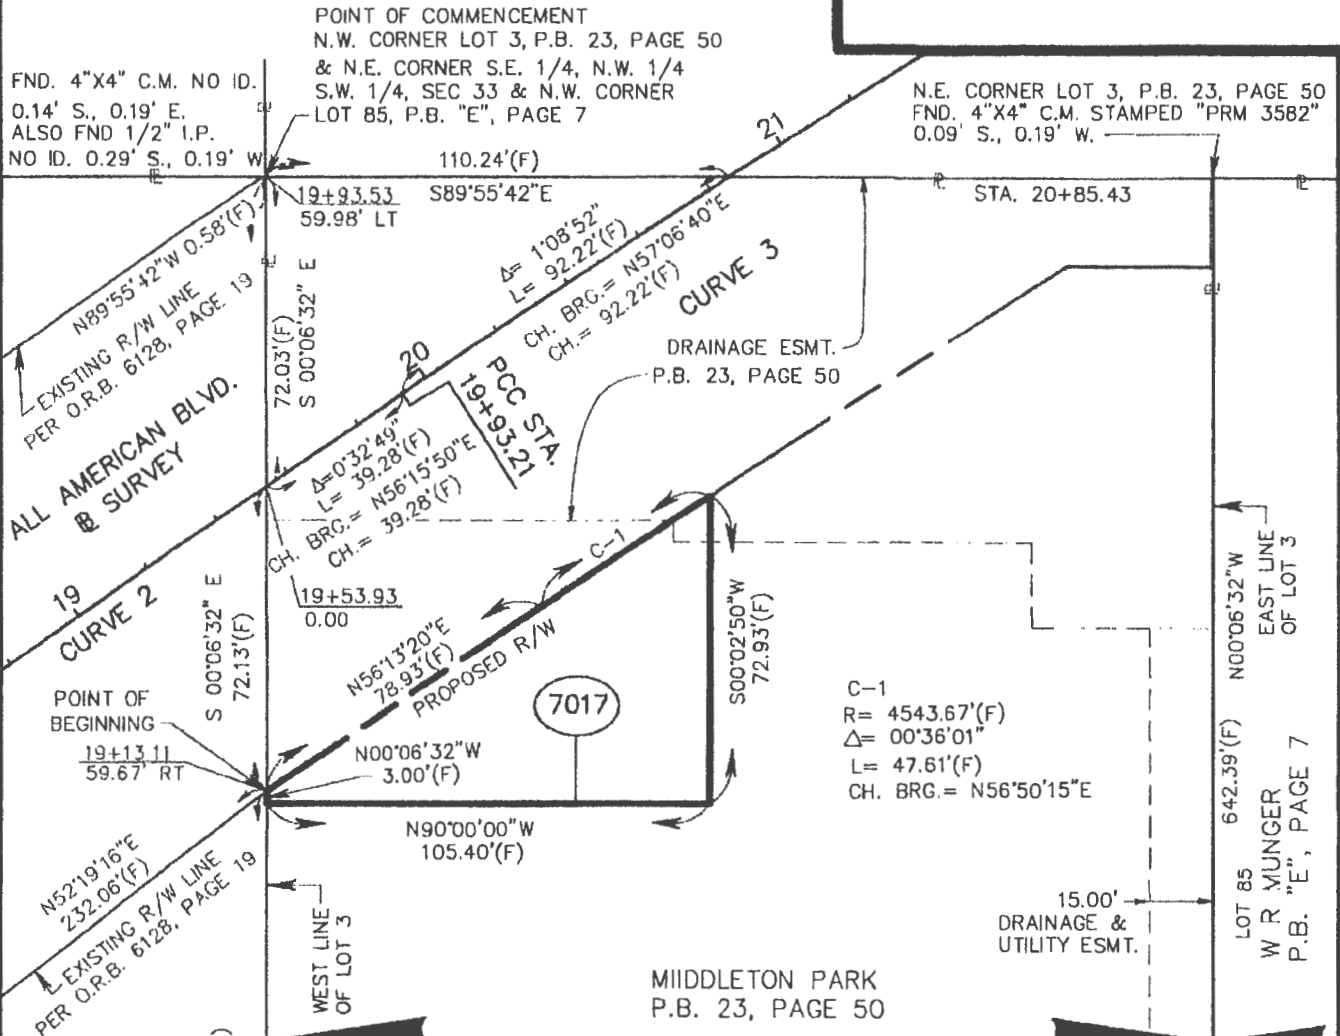 POINT OF COMMENCEMENT
N.W. CORNER LOT 3, P.B. 23, PAGE 50
& N.E. CORNER S.E. 1/4, N.W. 1/4
S.W. 1/4, SEC 33 & N.W. CORNER
LOT 85, P.B. "E", PAGE 7
FND. 4"X4" C.M. NO ID.
0.14' S., 0.19' E.
ALSO FND 1/2" I.P.
NO ID. 0.29' S., 0.19' W
N.E. CORNER LOT 3, P.B. 23, PAGE 50
FND. 4"X4" C.M. STAMPED "PRM 3582"
0.09' S., 0.19' W.
21
110.24'(F)
S89°55'42"E
19+93.53
59.98' LT
STA. 20+85.43
N89°55'42"W 0.58'(F)
EXISTING R/W LINE
PER O.R.B. 6128, PAGE 19
72.03'(F)
S 00°06'32" E
Δ= 1°08'52"
L= 92.22'(F)
CH. BRG.= N57°06'40"E
CH.= 92.22'(F)
CURVE 3
DRAINAGE ESMT.
P.B. 23, PAGE 50
20
PCC STA.
19+93.21
ALL AMERICAN BLVD.
BL SURVEY
Δ=0°32'49"
L= 39.28'(F)
CH. BRG.= N56°15'50"E
CH.= 39.28'(F)
C-1
19
CURVE 2
19+53.93
0.00
S 00°06'32" E
72.13'(F)
N56°13'20"E
78.93'(F)
PROPOSED R/W
S00°02'50"W
72.93'(F)
EAST LINE
OF LOT 3
N00°06'32"W
642.39'(F)
POINT OF
BEGINNING
19+13.11
59.67' RT
7017
N00°06'32"W
3.00'(F)
C-1
R= 4543.67'(F)
Δ= 00°36'01"
L= 47.61'(F)
CH. BRG.= N56°50'15"E
N90°00'00"W
105.40'(F)
N52°19'16"E
232.06'(F)
EXISTING R/W LINE
PER O.R.B. 6128, PAGE 19
WEST LINE
OF LOT 3
15.00'
DRAINAGE &
UTILITY ESMT.
LOT 85
W R MUNGER
P.B. "E", PAGE 7
MIIDDLETON PARK
P.B. 23, PAGE 50